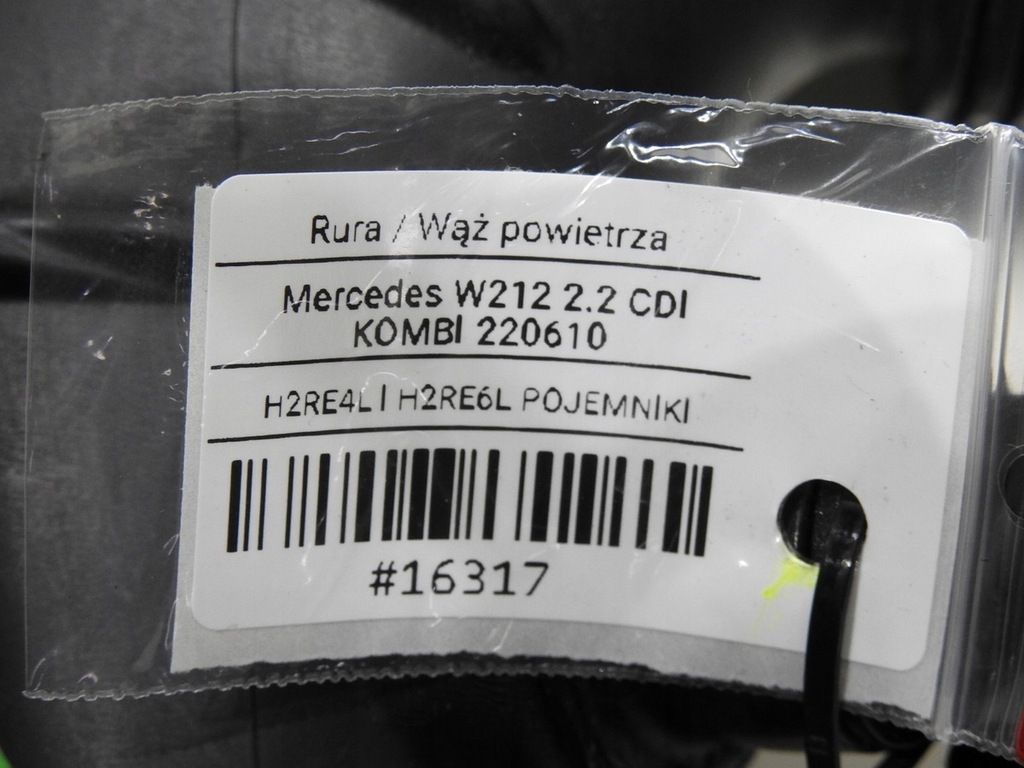 Rura / Wąż powietrza
Mercedes W212 2.2 CDI
KOMBI 220610
H2RE4L | H2RE6L POJEMNIKI
#16317